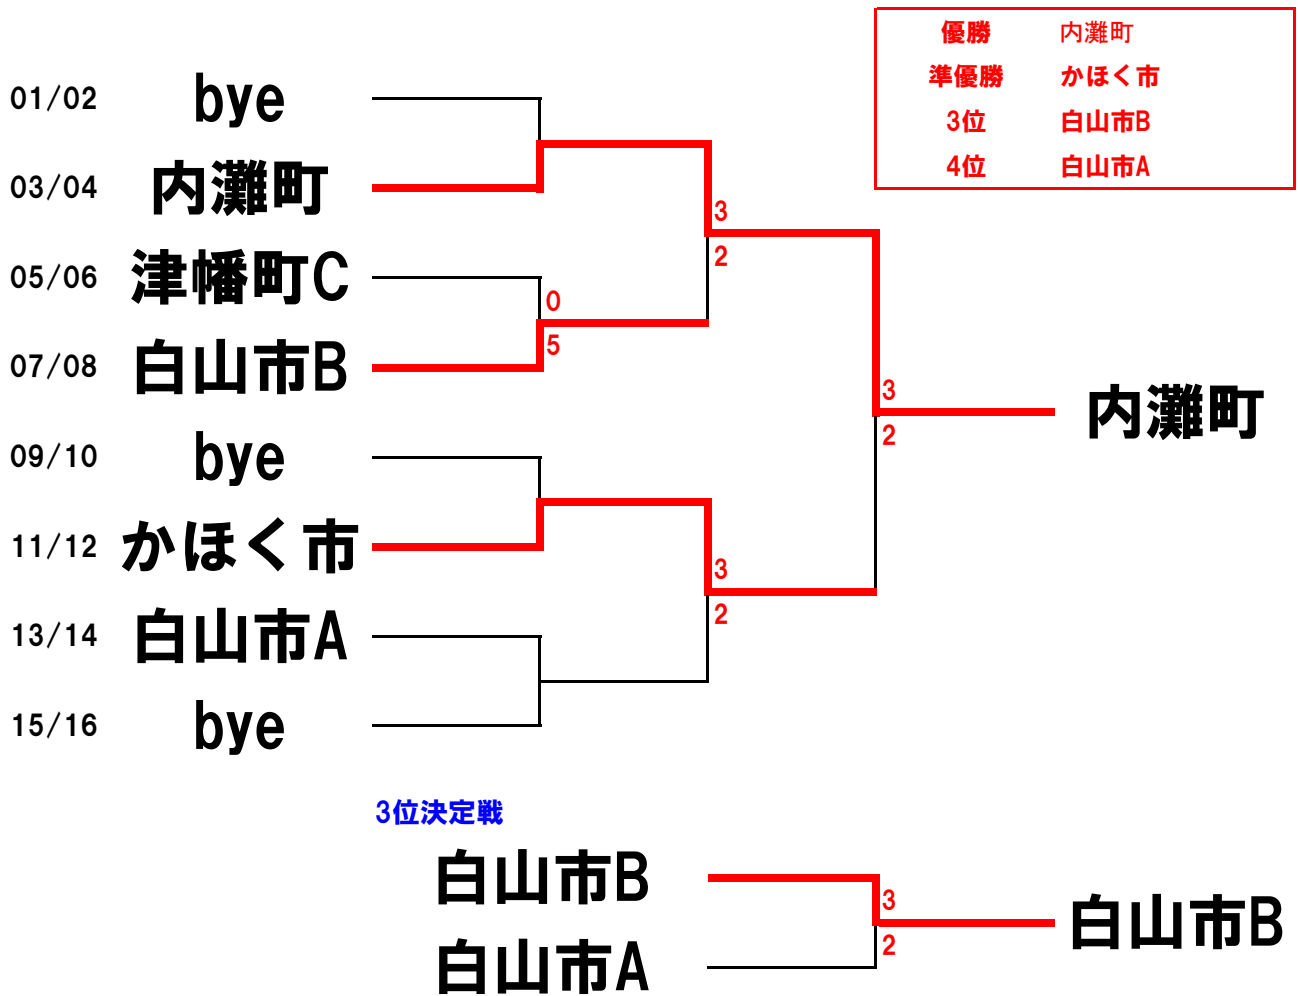 優勝 内灘町
準優勝 かほく市
3位 白山市B
4位 白山市A
01/02 bye
03/04 内灘町
3
2
05/06 津幡町C
0
5
07/08 白山市B
3
2
内灘町
09/10 bye
11/12 かほく市
3
2
13/14 白山市A
15/16 bye
3位決定戦
白山市B
3
2
白山市B
白山市A